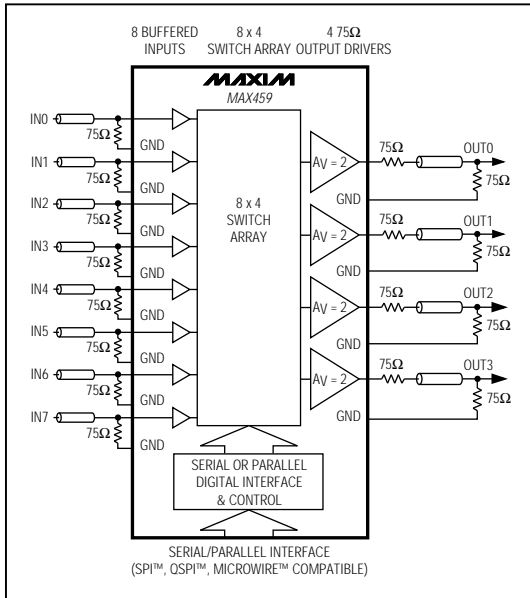 8 BUFFERED INPUTS
8 x 4 SWITCH ARRAY
4 75Ω OUTPUT DRIVERS
MAXIM
MAX459
IN0
75Ω
GND
IN1
75Ω
GND
IN2
75Ω
GND
IN3
75Ω
GND
IN4
75Ω
GND
IN5
75Ω
GND
IN6
75Ω
GND
IN7
75Ω
GND
8 x 4
SWITCH
ARRAY
AV = 2
75Ω
OUT0
75Ω
GND
AV = 2
75Ω
OUT1
75Ω
GND
AV = 2
75Ω
OUT2
75Ω
GND
AV = 2
75Ω
OUT3
75Ω
GND
SERIAL OR PARALLEL
DIGITAL INTERFACE
& CONTROL
SERIAL/PARALLEL INTERFACE
(SPI™, QSPI™, MICROWIRE™ COMPATIBLE)